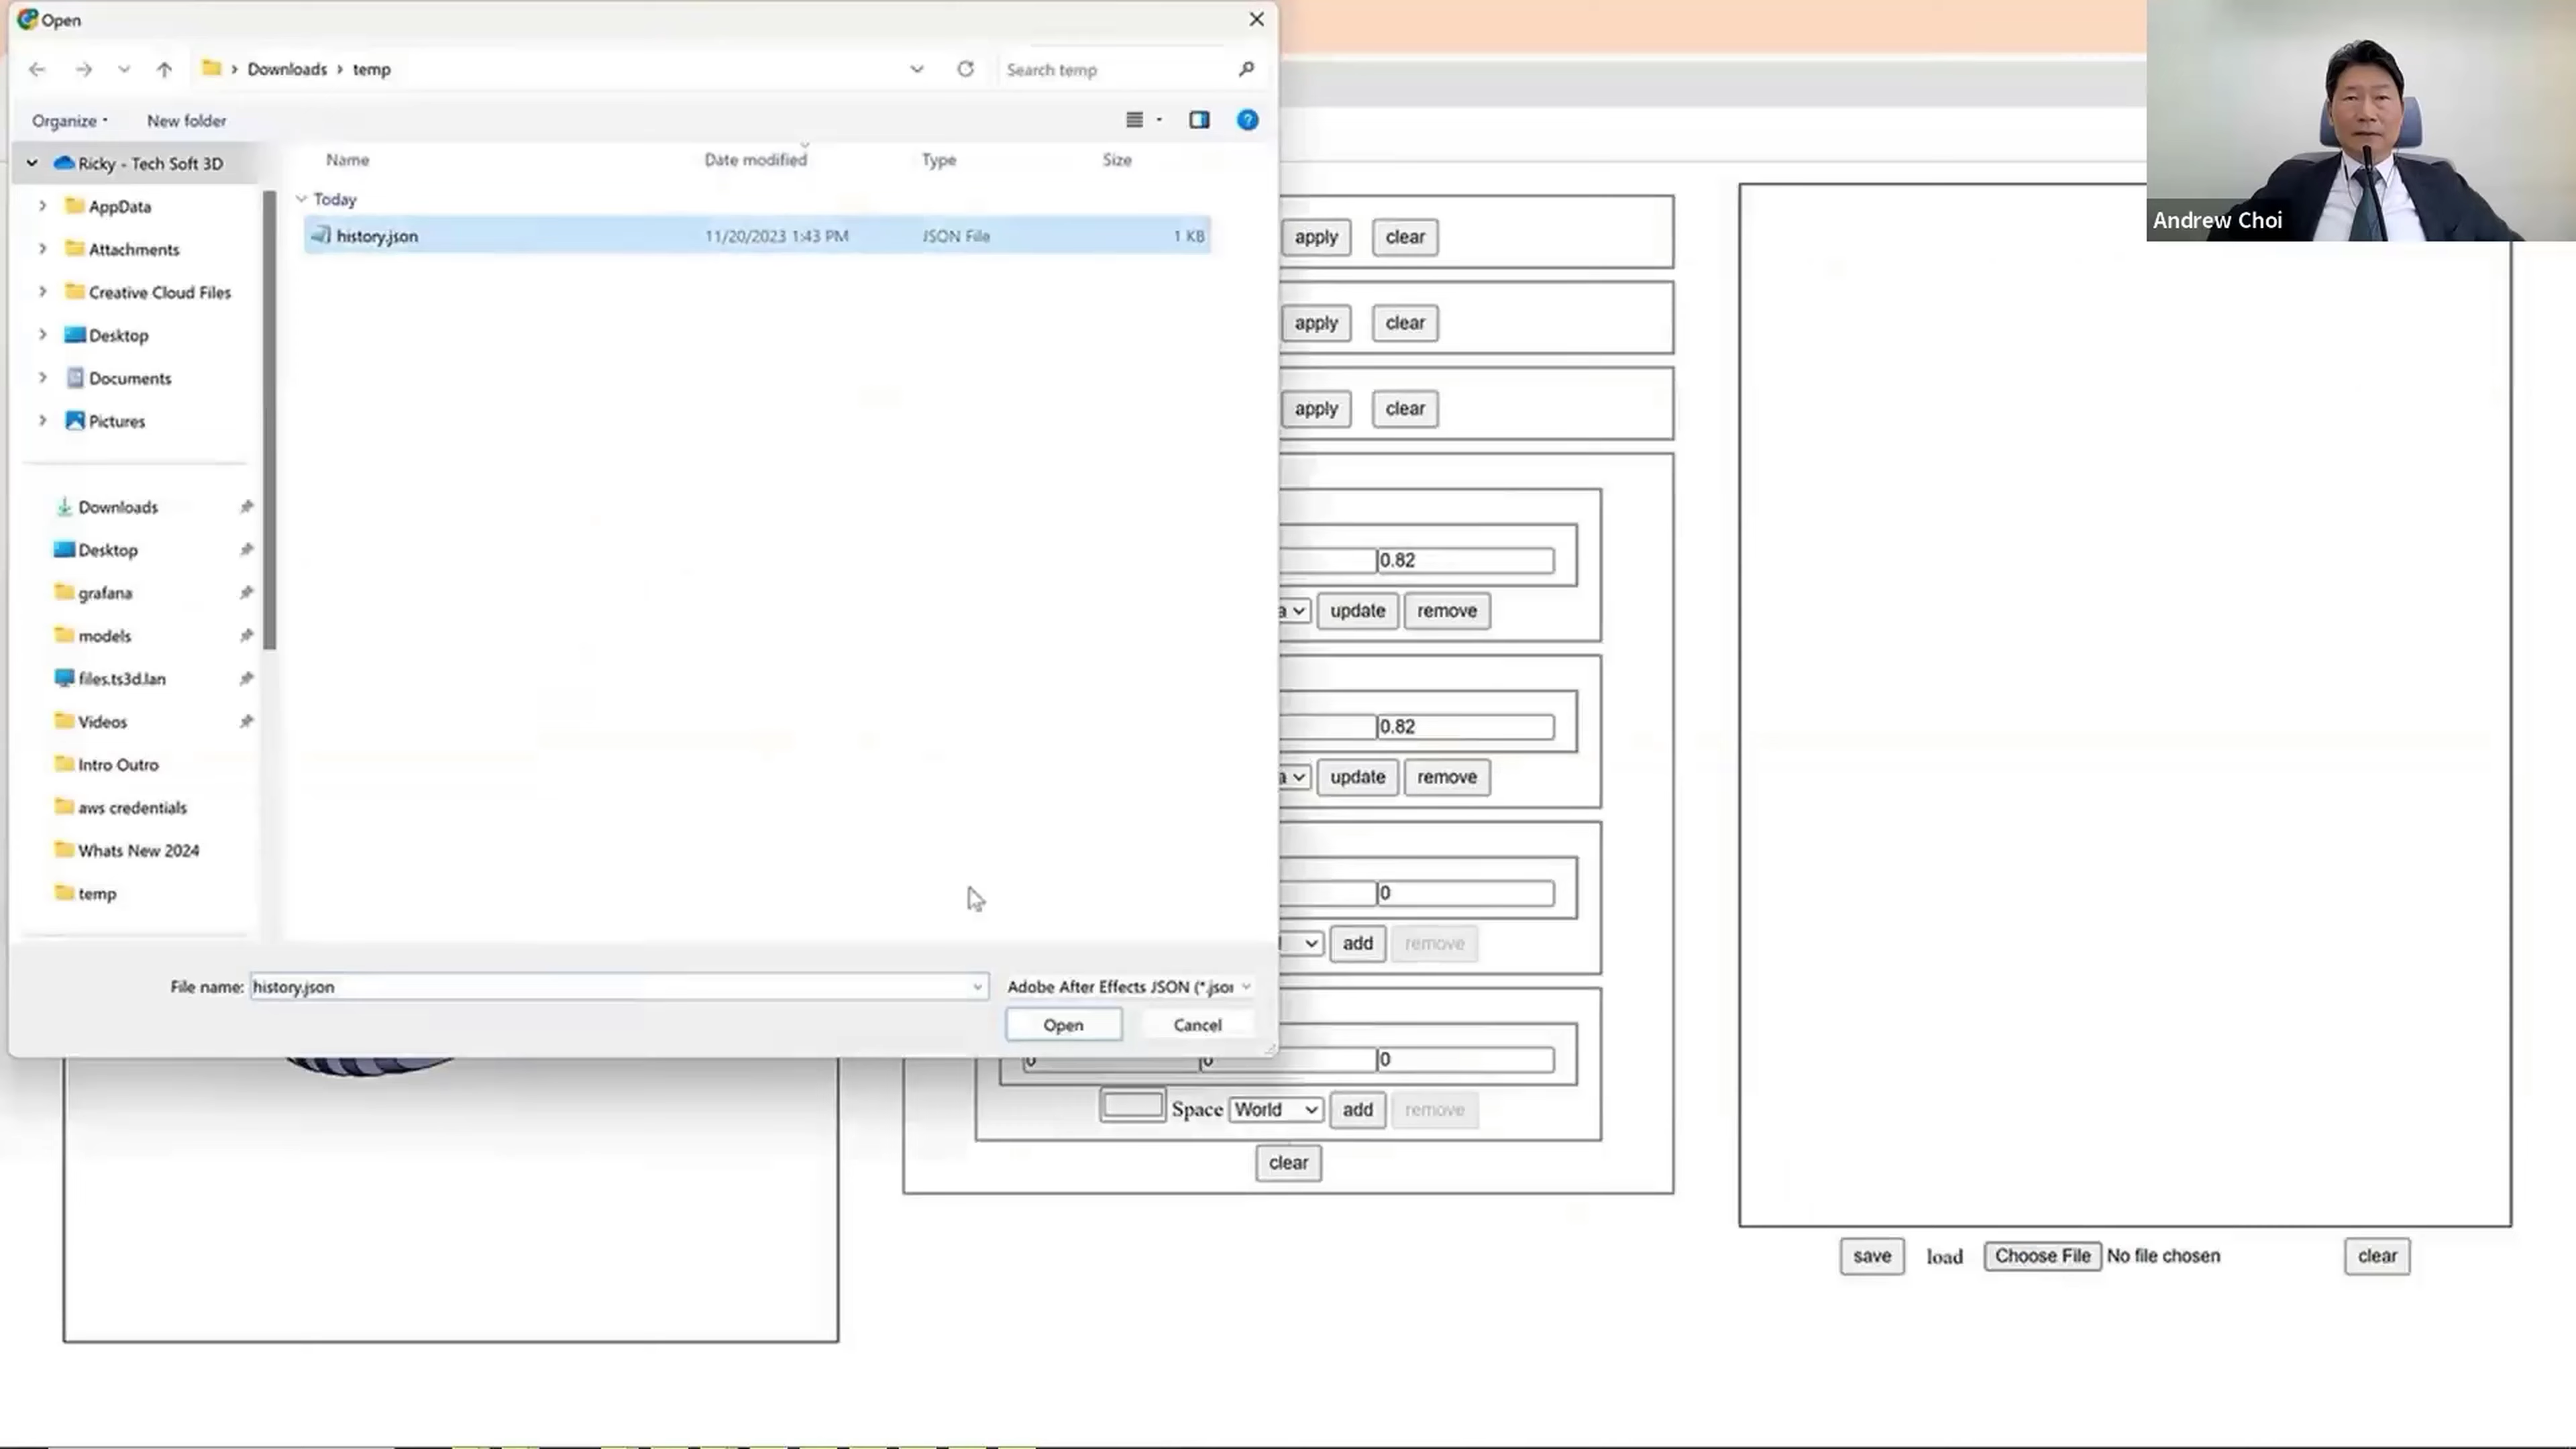 Open
Downloads > temp
Search temp
Organize
New folder
Ricky - Tech Soft 3D
AppData
Attachments
Creative Cloud Files
Desktop
Documents
Pictures
Downloads
Desktop
grafana
models
files.ts3d.lan
Videos
Intro Outro
aws credentials
Whats New 2024
temp
Name Date modified Type Size
Today
history.json 11/20/2023 1:43 PM JSON File 1 KB
File name: history.json
Adobe After Effects JSON (*.jsor
Open Cancel
apply clear
apply clear
apply clear
0.82
a update remove
0.82
a update remove
0
add remove
0 0 0
Space World add remove
clear
save load Choose File No file chosen clear
Andrew Choi